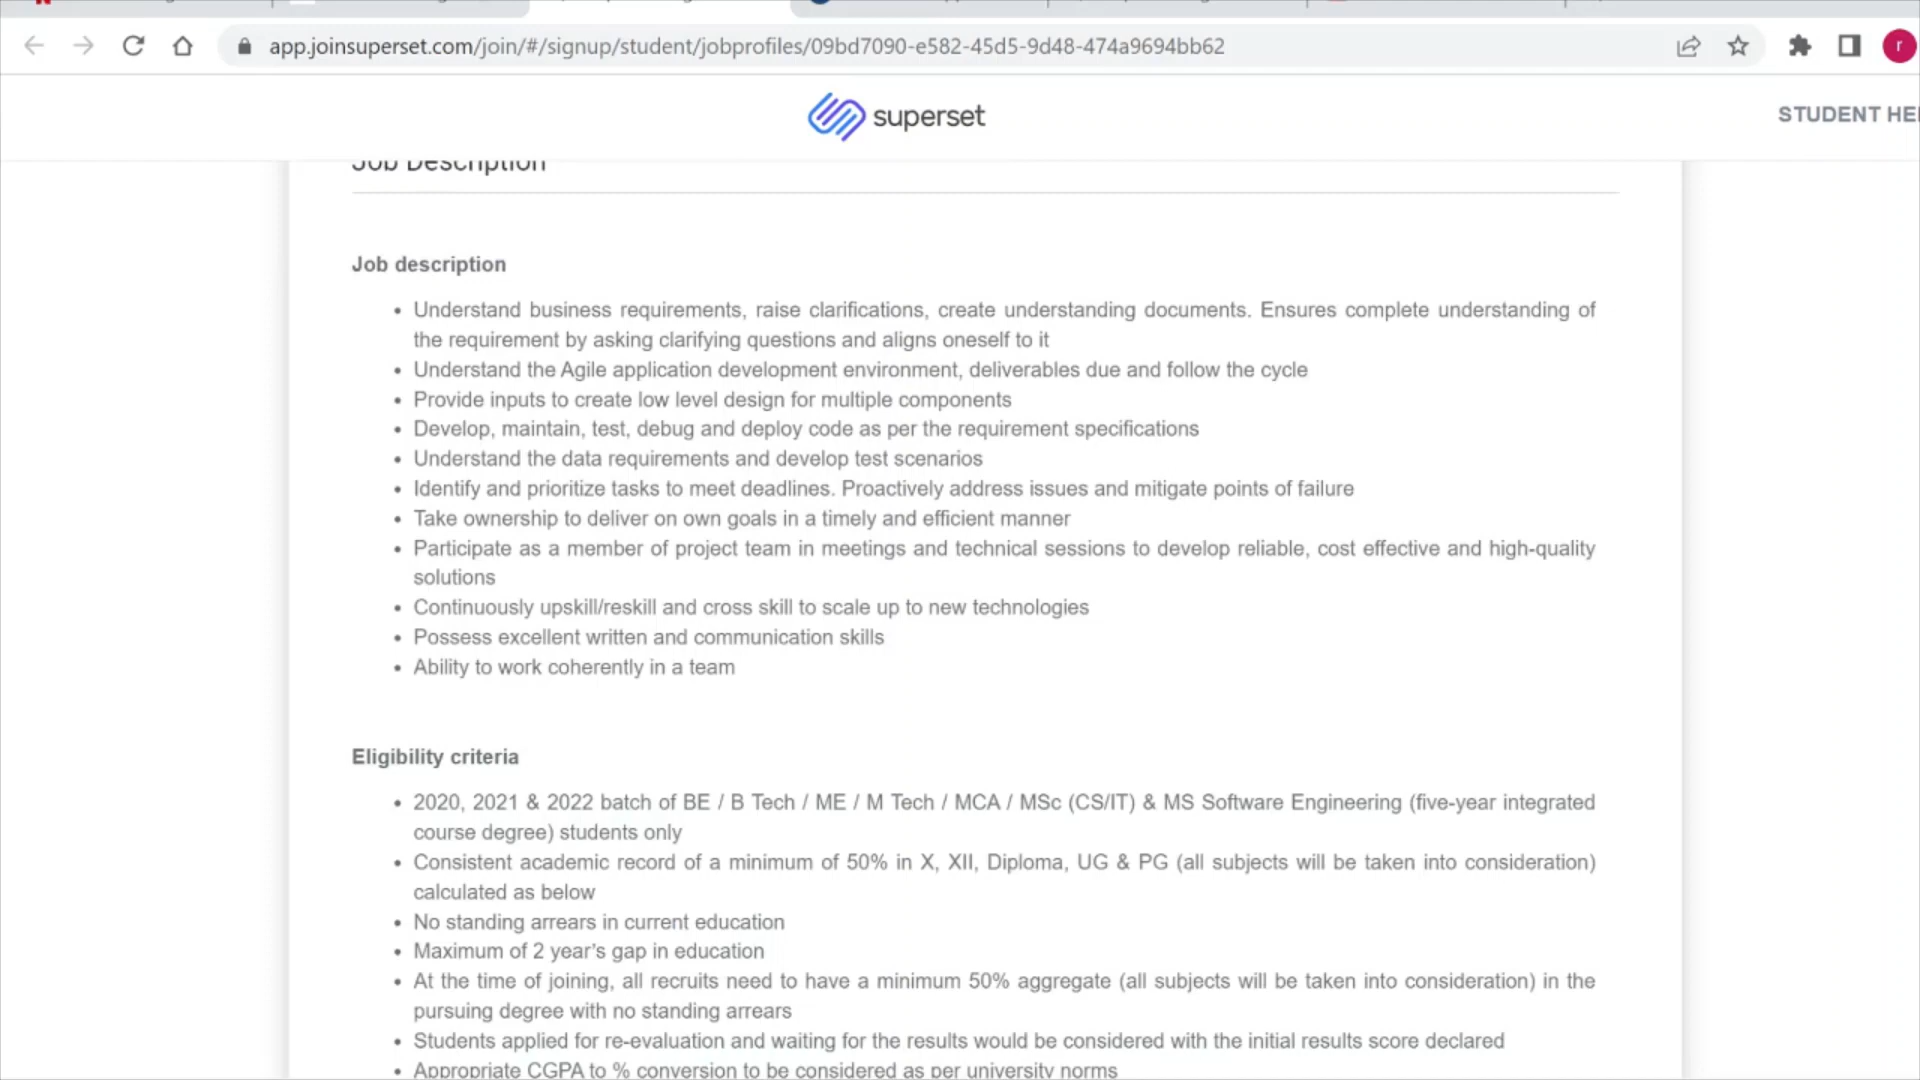 app.joinsuperset.com/join/#/signup/student/jobprofiles/09bd7090-e582-45d5-9d48-474a9694bb62
r
superset
STUDENT HE
Job Description
Job description
• Understand business requirements, raise clarifications, create understanding documents. Ensures complete understanding of
the requirement by asking clarifying questions and aligns oneself to it
• Understand the Agile application development environment, deliverables due and follow the cycle
• Provide inputs to create low level design for multiple components
• Develop, maintain, test, debug and deploy code as per the requirement specifications
• Understand the data requirements and develop test scenarios
• Identify and prioritize tasks to meet deadlines. Proactively address issues and mitigate points of failure
• Take ownership to deliver on own goals in a timely and efficient manner
• Participate as a member of project team in meetings and technical sessions to develop reliable, cost effective and high-quality
solutions
• Continuously upskill/reskill and cross skill to scale up to new technologies
• Possess excellent written and communication skills
• Ability to work coherently in a team
Eligibility criteria
• 2020, 2021 & 2022 batch of BE / B Tech / ME / M Tech / MCA / MSc (CS/IT) & MS Software Engineering (five-year integrated
course degree) students only
• Consistent academic record of a minimum of 50% in X, XII, Diploma, UG & PG (all subjects will be taken into consideration)
calculated as below
• No standing arrears in current education
• Maximum of 2 year’s gap in education
• At the time of joining, all recruits need to have a minimum 50% aggregate (all subjects will be taken into consideration) in the
pursuing degree with no standing arrears
• Students applied for re-evaluation and waiting for the results would be considered with the initial results score declared
• Appropriate CGPA to % conversion to be considered as per university norms